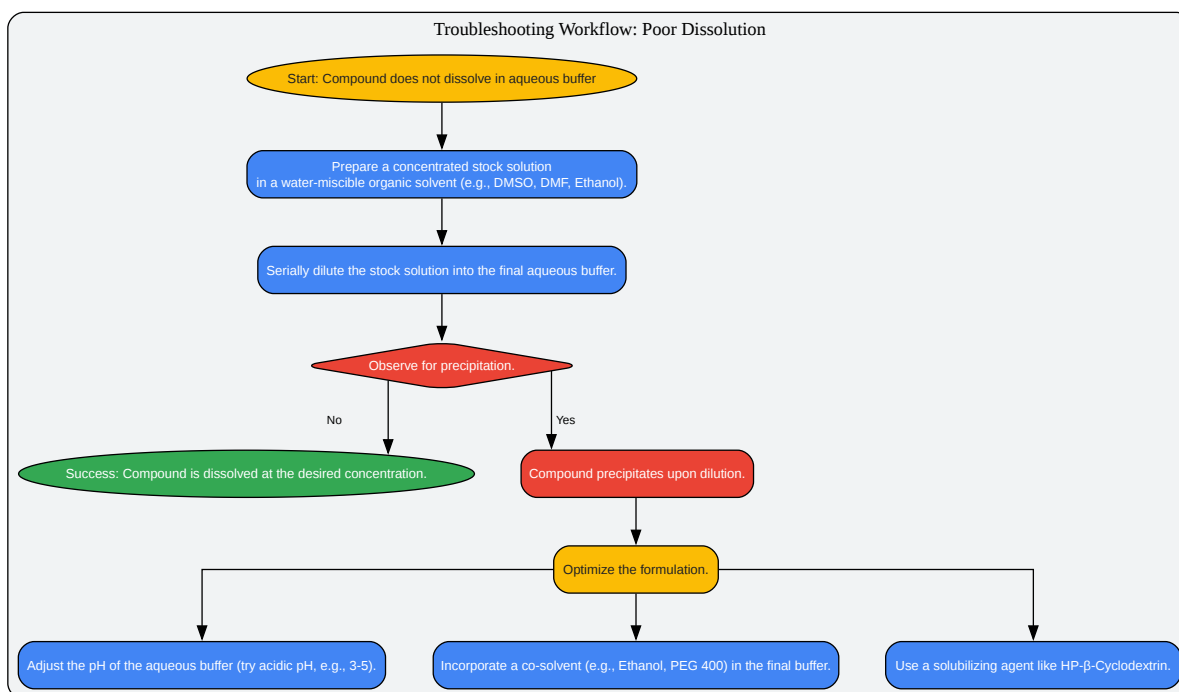 Troubleshooting Workflow: Poor Dissolution
Start: Compound does not dissolve in aqueous buffer
Prepare a concentrated stock solution
in a water-miscible organic solvent (e.g., DMSO, DMF, Ethanol).
Serially dilute the stock solution into the final aqueous buffer.
Observe for precipitation.
No
Yes
Success: Compound is dissolved at the desired concentration.
Compound precipitates upon dilution.
Optimize the formulation.
Adjust the pH of the aqueous buffer (try acidic pH, e.g., 3-5).
Incorporate a co-solvent (e.g., Ethanol, PEG 400) in the final buffer.
Use a solubilizing agent like HP-β-Cyclodextrin.